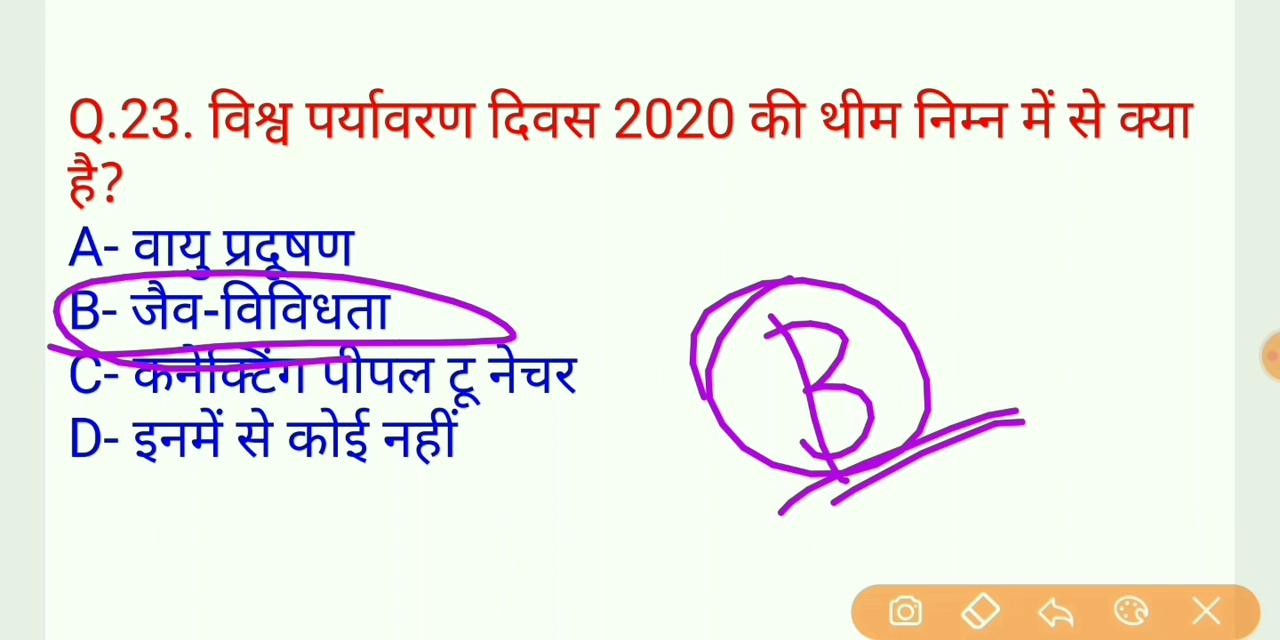 Q.23. विश्व पर्यावरण दिवस 2020 की थीम निम्न में से क्या
है?
A- वायु प्रदूषण
B- जैव-विविधता
C- कनेक्टिंग पीपल टू नेचर
D- इनमें से कोई नहीं
B